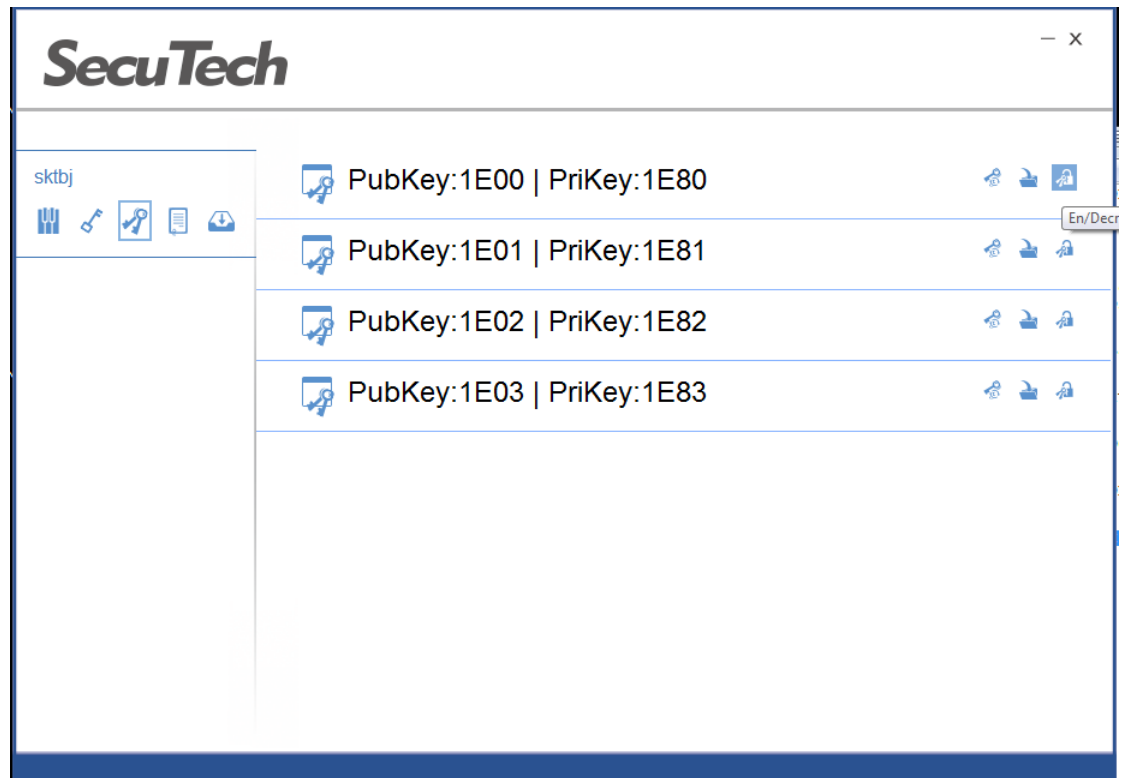 SecuTech
sktbj
PubKey:1E00 | PriKey:1E80
En/Decr
PubKey:1E01 | PriKey:1E81
PubKey:1E02 | PriKey:1E82
PubKey:1E03 | PriKey:1E83